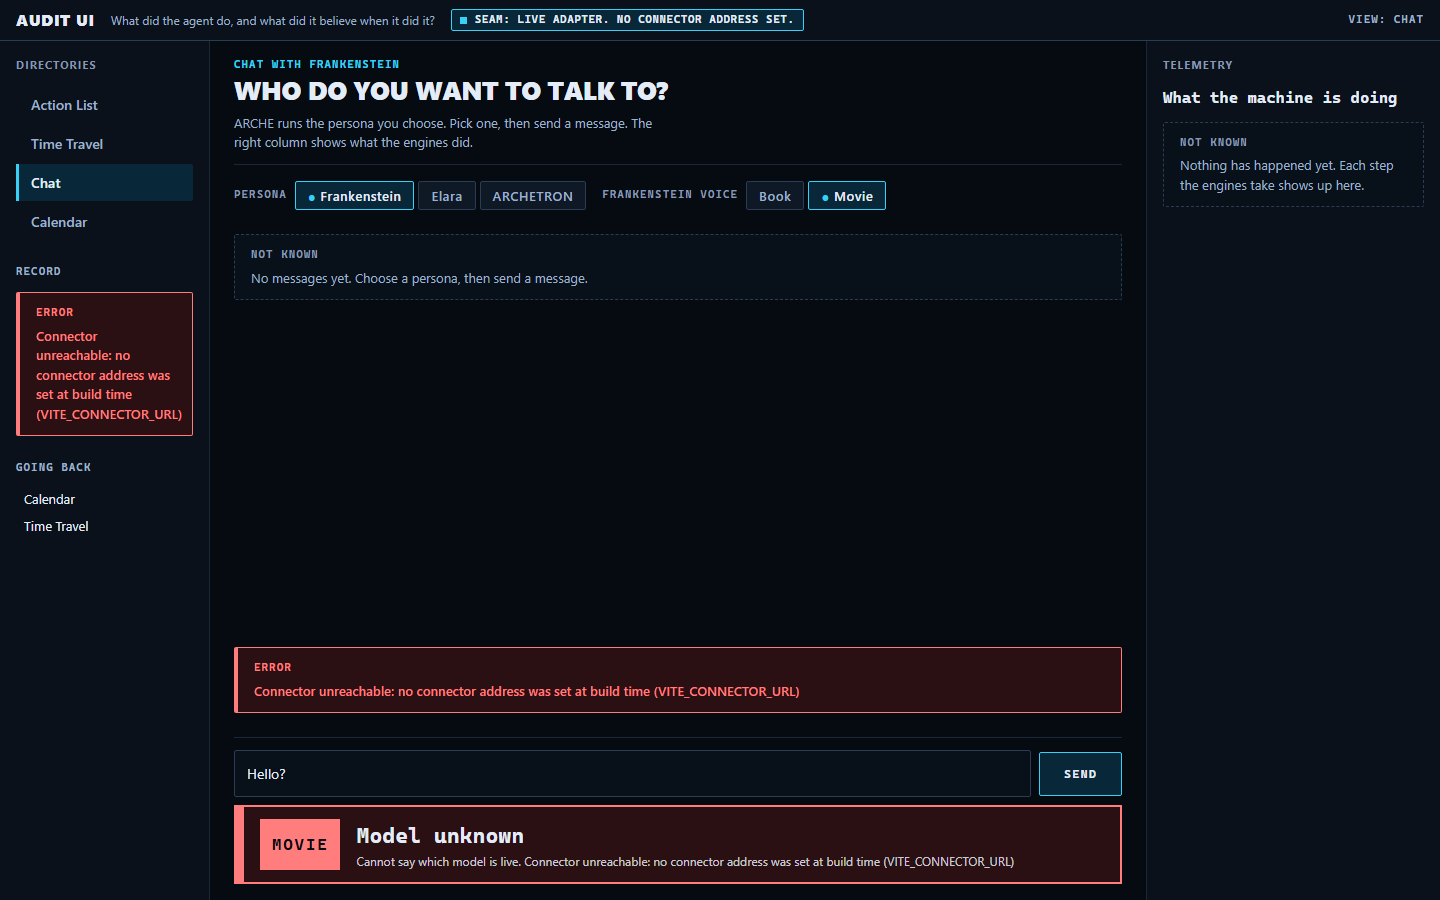 AUDIT UI
What did the agent do, and what did it believe when it did it?
SEAM: LIVE ADAPTER. NO CONNECTOR ADDRESS SET.
VIEW: CHAT
DIRECTORIES
Action List
Time Travel
Chat
Calendar
RECORD
ERROR
Connector
unreachable: no
connector address was
set at build time
(VITE_CONNECTOR_URL)
GOING BACK
Calendar
Time Travel
CHAT WITH FRANKENSTEIN
WHO DO YOU WANT TO TALK TO?
ARCHE runs the persona you choose. Pick one, then send a message. The
right column shows what the engines did.
PERSONA
Frankenstein
Elara
ARCHETRON
FRANKENSTEIN VOICE
Book
Movie
NOT KNOWN
No messages yet. Choose a persona, then send a message.
ERROR
Connector unreachable: no connector address was set at build time (VITE_CONNECTOR_URL)
Hello?
SEND
MOVIE
Model unknown
Cannot say which model is live. Connector unreachable: no connector address was set at build time (VITE_CONNECTOR_URL)
TELEMETRY
What the machine is doing
NOT KNOWN
Nothing has happened yet. Each step
the engines take shows up here.